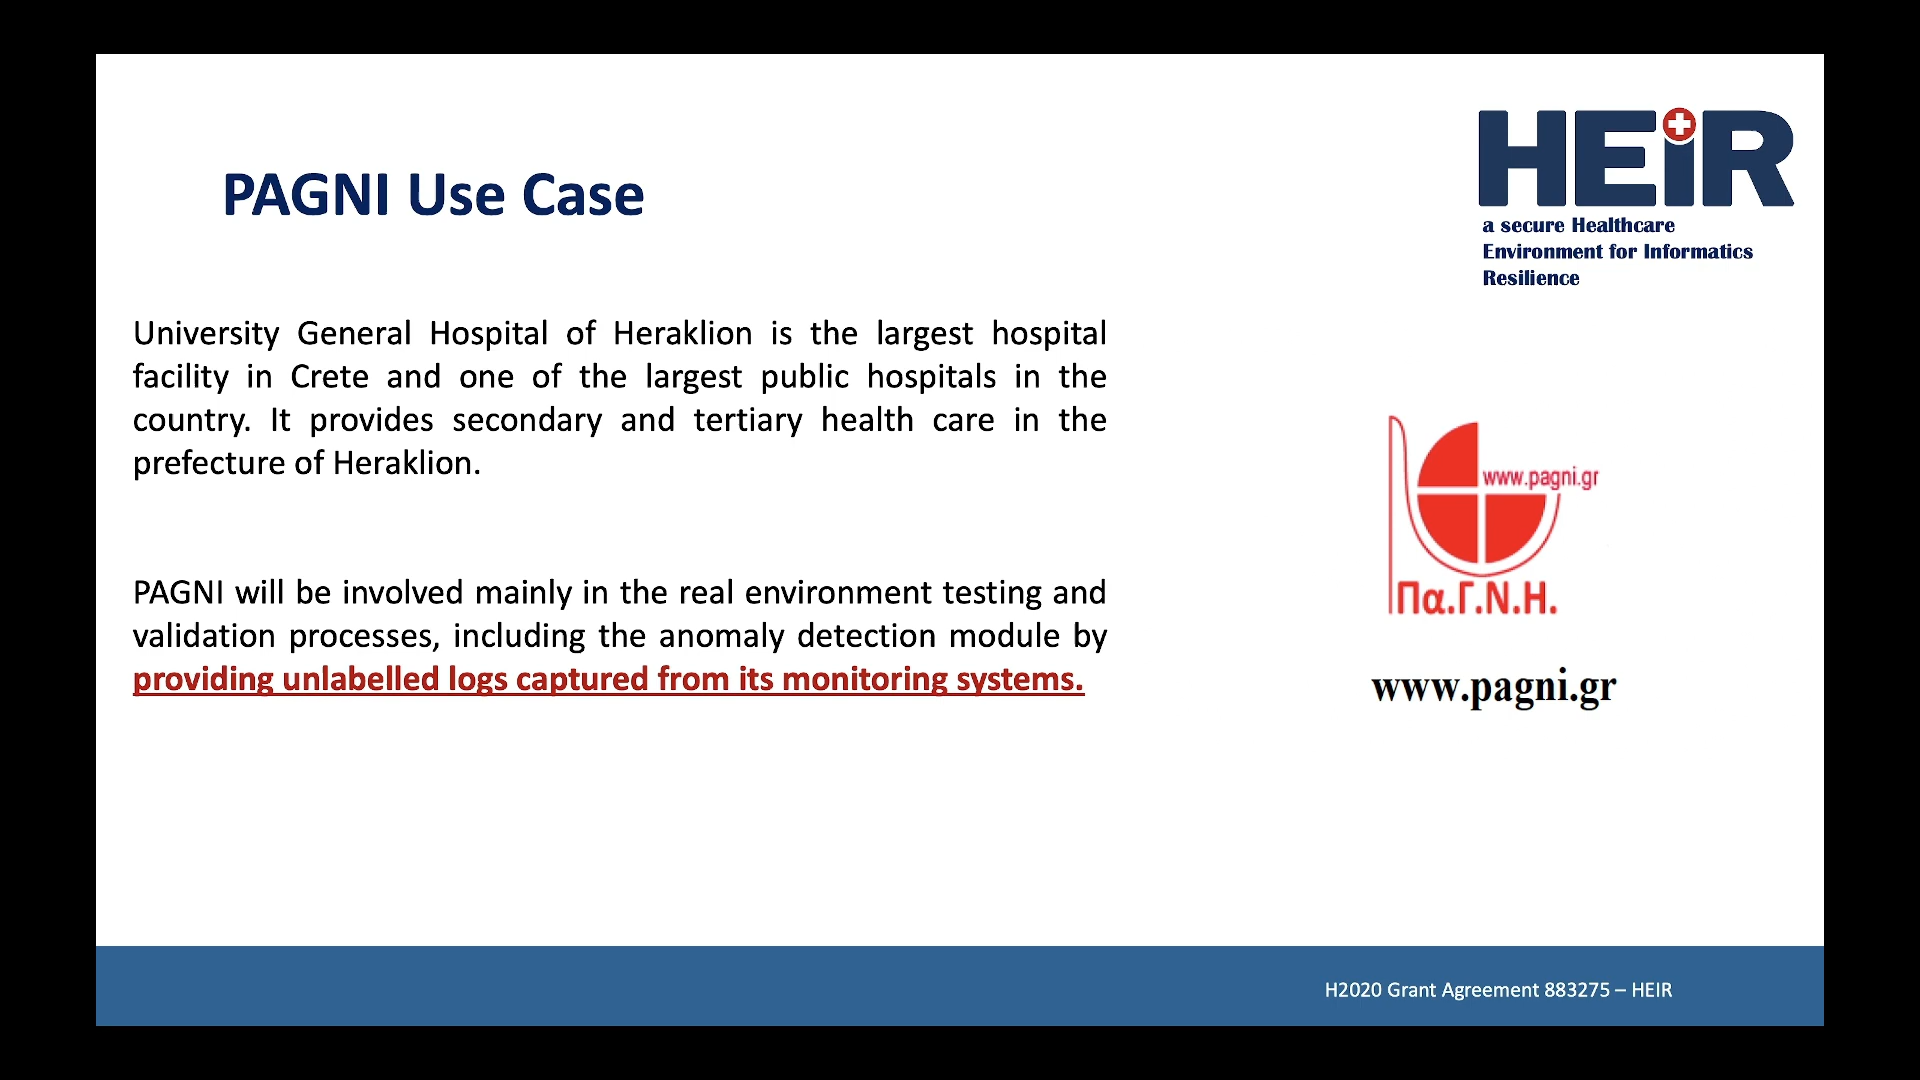 HEiR
a secure Healthcare
Environment for Informatics
Resilience
PAGNI Use Case
University General Hospital of Heraklion is the largest hospital
facility in Crete and one of the largest public hospitals in the
country. It provides secondary and tertiary health care in the
prefecture of Heraklion.
PAGNI will be involved mainly in the real environment testing and
validation processes, including the anomaly detection module by
providing unlabelled logs captured from its monitoring systems.
www.pagni.gr
Πα.Γ.Ν.Η.
www.pagni.gr
H2020 Grant Agreement 883275 – HEIR